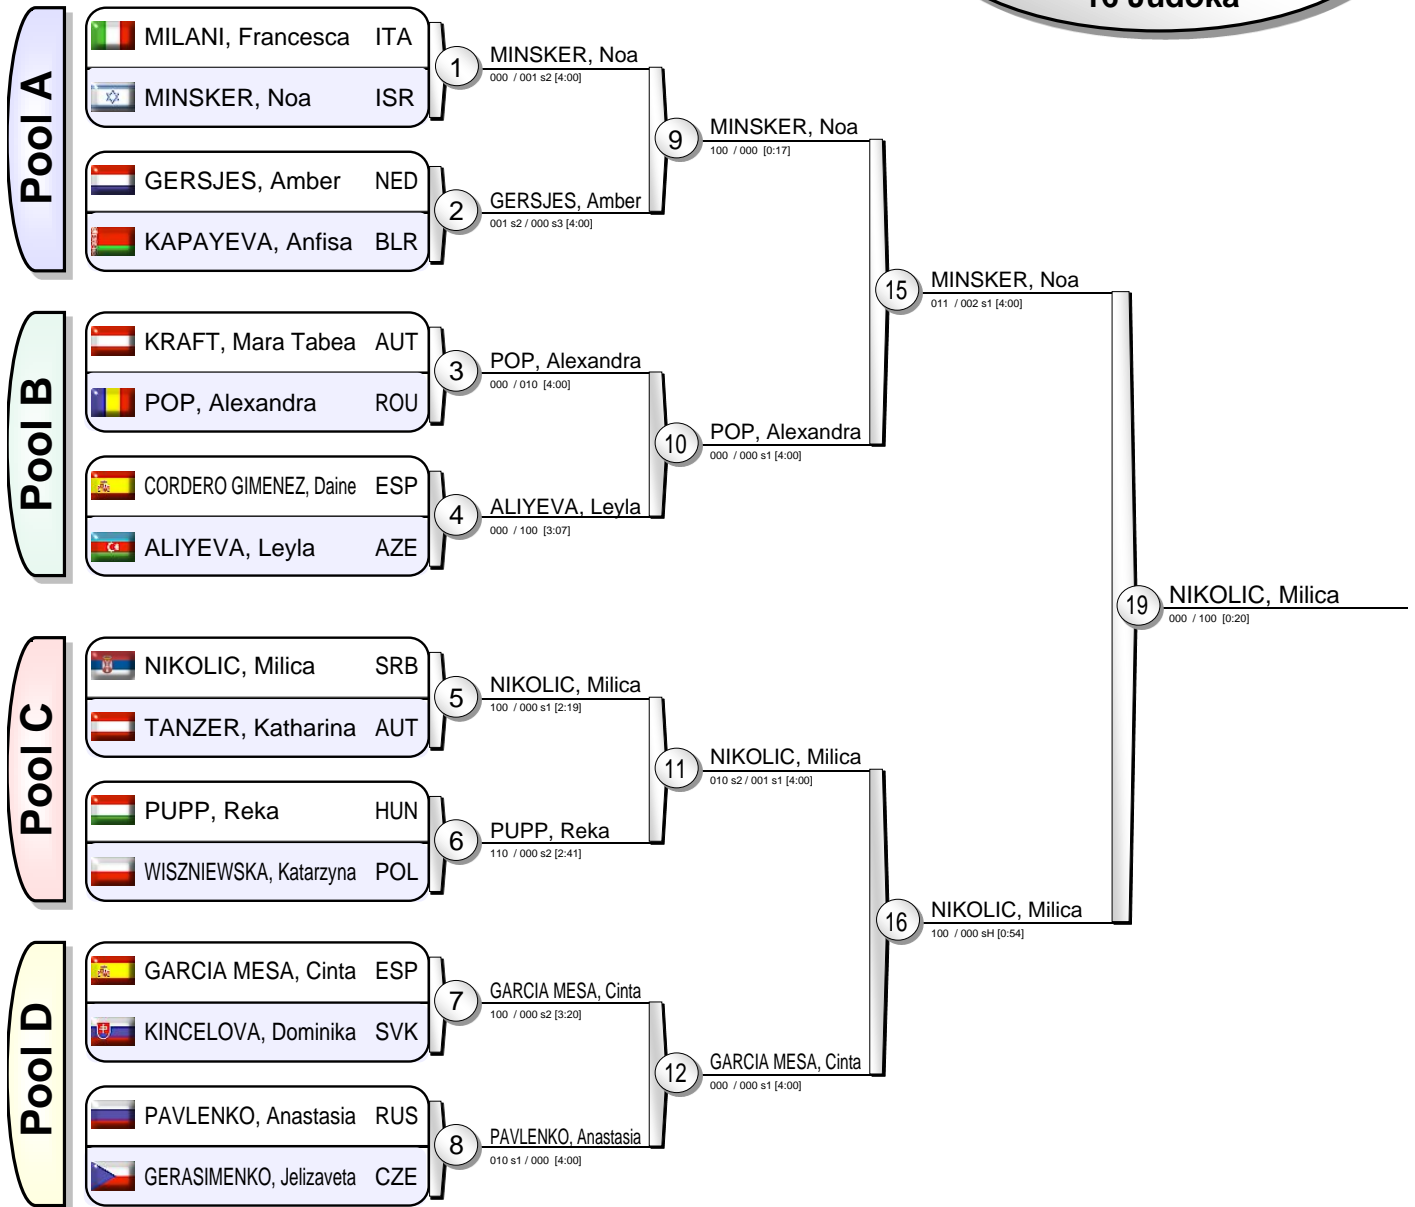 16 Judoka
Pool A
MILANI, Francesca ITA
MINSKER, Noa ISR
GERSJES, Amber NED
KAPAYEVA, Anfisa BLR
1
MINSKER, Noa
000 / 001 s2 [4:00]
2
GERSJES, Amber
001 s2 / 000 s3 [4:00]
9
MINSKER, Noa
100 / 000 [0:17]
Pool B
KRAFT, Mara Tabea AUT
POP, Alexandra ROU
CORDERO GIMENEZ, Daine ESP
ALIYEVA, Leyla AZE
3
POP, Alexandra
000 / 010 [4:00]
4
ALIYEVA, Leyla
000 / 100 [3:07]
10
POP, Alexandra
000 / 000 s1 [4:00]
15
MINSKER, Noa
011 / 002 s1 [4:00]
Pool C
NIKOLIC, Milica SRB
TANZER, Katharina AUT
PUPP, Reka HUN
WISZNIEWSKA, Katarzyna POL
5
NIKOLIC, Milica
100 / 000 s1 [2:19]
6
PUPP, Reka
110 / 000 s2 [2:41]
11
NIKOLIC, Milica
010 s2 / 001 s1 [4:00]
Pool D
GARCIA MESA, Cinta ESP
KINCELOVA, Dominika SVK
PAVLENKO, Anastasia RUS
GERASIMENKO, Jelizaveta CZE
7
GARCIA MESA, Cinta
100 / 000 s2 [3:20]
8
PAVLENKO, Anastasia
010 s1 / 000 [4:00]
12
GARCIA MESA, Cinta
000 / 000 s1 [4:00]
16
NIKOLIC, Milica
100 / 000 sH [0:54]
19
NIKOLIC, Milica
000 / 100 [0:20]